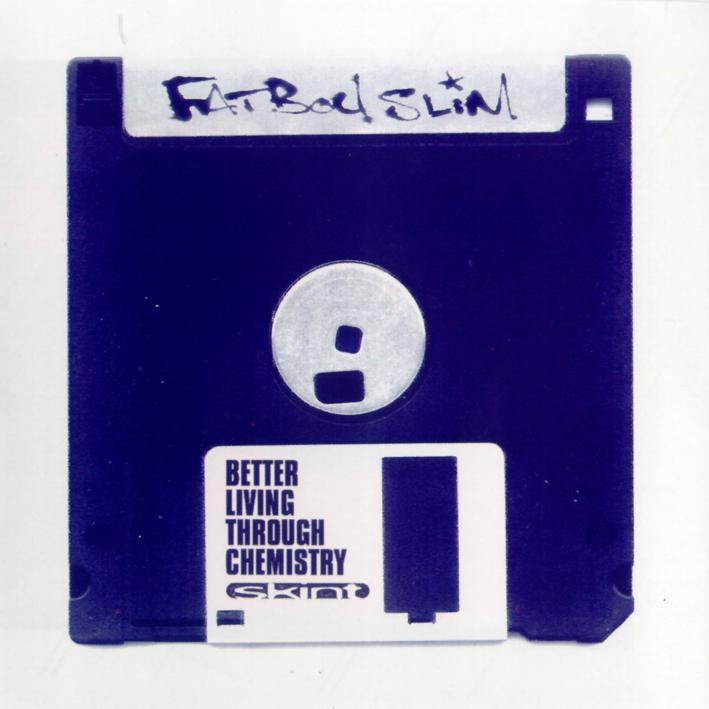 FATBOY SLIM
BETTER
LIVING
THROUGH
CHEMISTRY
skint